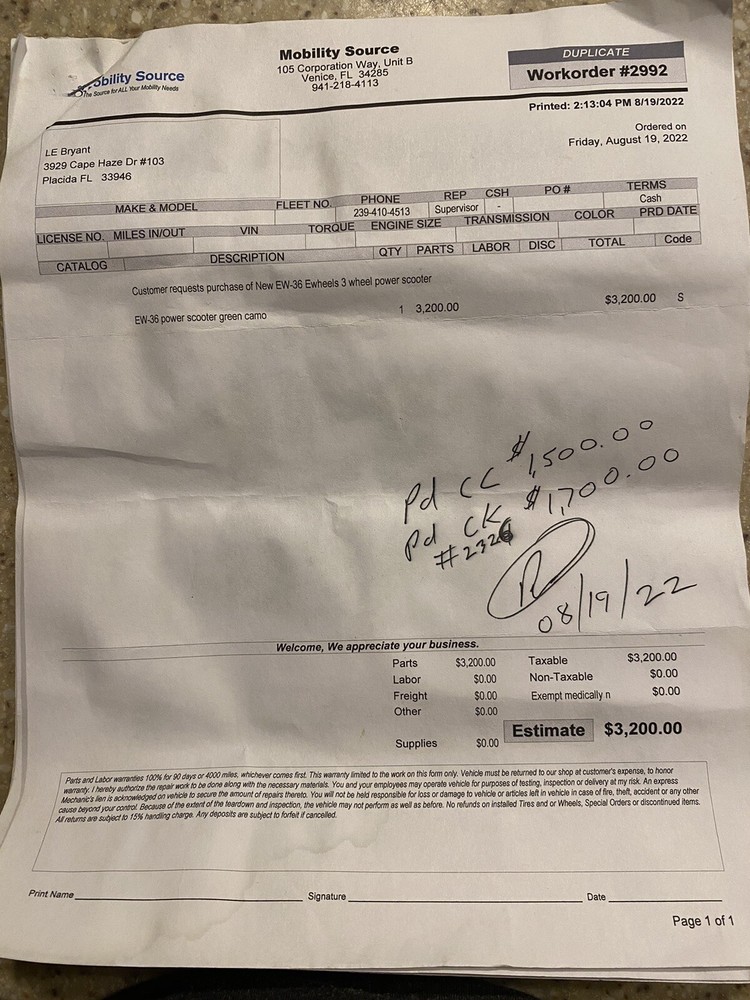 Mobility Source
105 Corporation Way, Unit B
Venice, FL 34285
941-218-4113
obility Source
The Source for ALL Your Mobility Needs
DUPLICATE
Workorder #2992
Printed: 2:13:04 PM 8/19/2022
Ordered on
Friday, August 19, 2022
LE Bryant
3929 Cape Haze Dr #103
Placida FL 33946
MAKE & MODEL FLEET NO. PHONE REP CSH PO # TERMS
239-410-4513 Supervisor - Cash
LICENSE NO. MILES IN/OUT VIN TORQUE ENGINE SIZE TRANSMISSION COLOR PRD DATE
CATALOG DESCRIPTION QTY PARTS LABOR DISC TOTAL Code
Customer requests purchase of New EW-36 Ewheels 3 wheel power scooter
EW-36 power scooter green camo 1 3,200.00 $3,200.00 S
Pd CC $1,500.00
Pd CK $1,700.00
#2326
08/19/22
Welcome, We appreciate your business.
Parts $3,200.00 Taxable $3,200.00
Labor $0.00 Non-Taxable $0.00
Freight $0.00 Exempt medically n $0.00
Other $0.00
Supplies $0.00 Estimate $3,200.00
Parts and Labor warranties 100% for 90 days or 4000 miles, whichever comes first. This warranty limited to the work on this form only. Vehicle must be returned to our shop at customer's expense, to honor
warranty. I hereby authorize the repair work to be done along with the necessary materials. You and your employees may operate vehicle for purposes of testing, inspection or delivery at my risk. An express
Mechanic's lien is acknowledged on vehicle to secure the amount of repairs thereto. You will not be held responsible for loss or damage to vehicle or articles left in vehicle in case of fire, theft, accident or any other
cause beyond your control. Because of the extent of the teardown and inspection, the vehicle may not perform as well as before. No refunds on installed Tires and or Wheels, Special Orders or discontinued items.
All returns are subject to 15% handling charge. Any deposits are subject to forfeit if cancelled.
Print Name Signature Date
Page 1 of 1